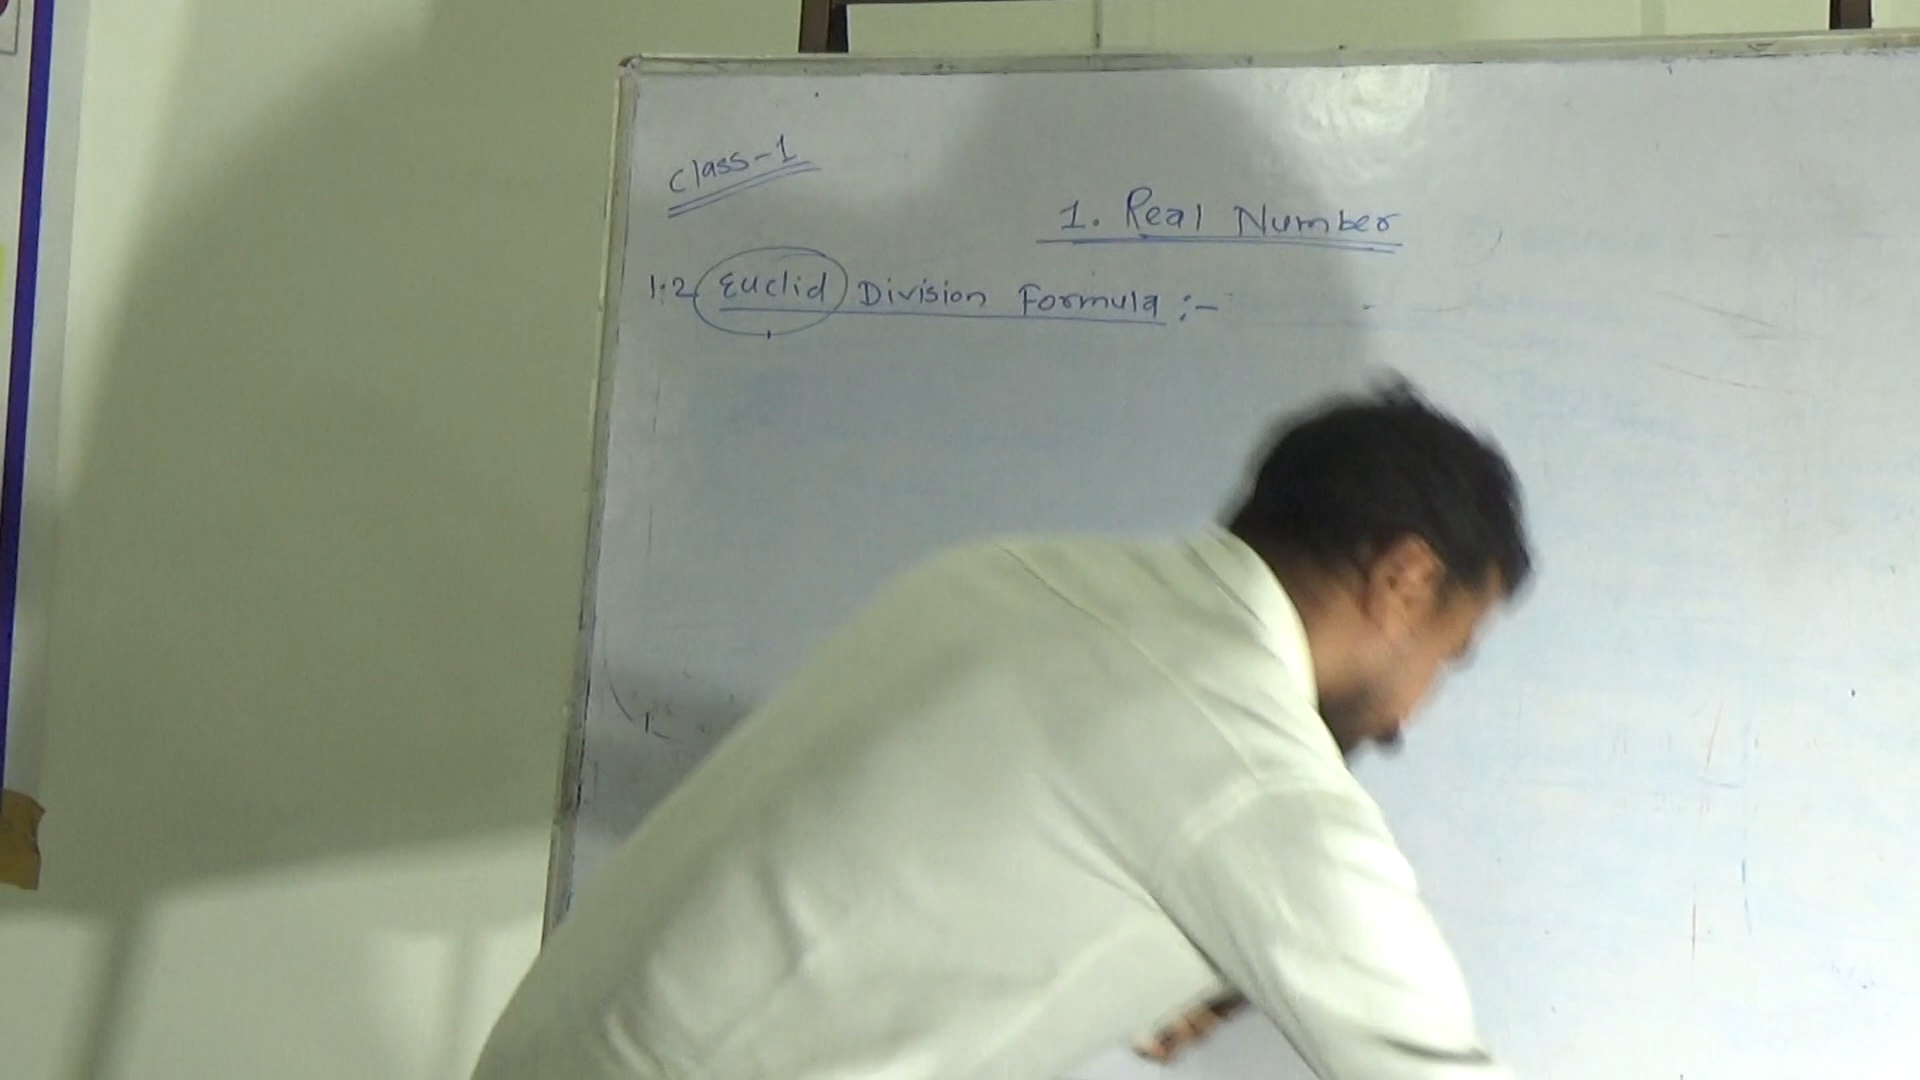 Class-1
1. Real Number
1.2 Euclid Division Formula :-